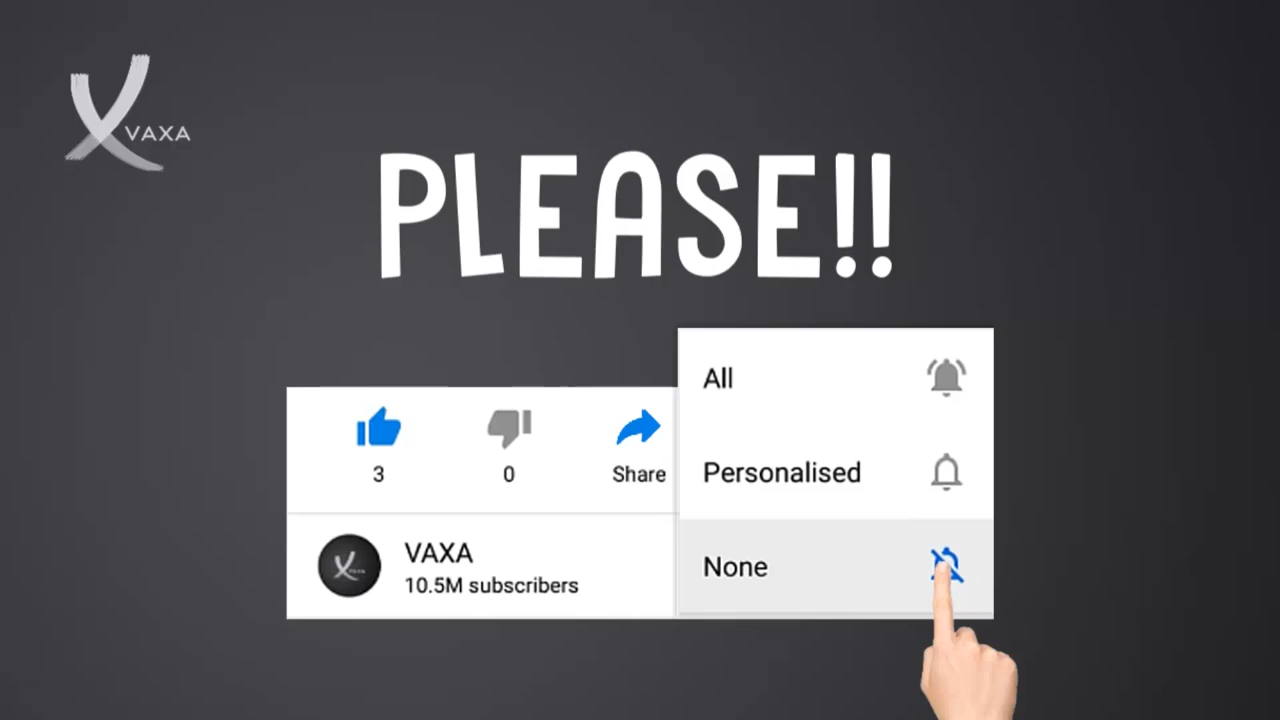 VAXA
PLEASE!!
All
Personalised
None
3
0
Share
VAXA
10.5M subscribers